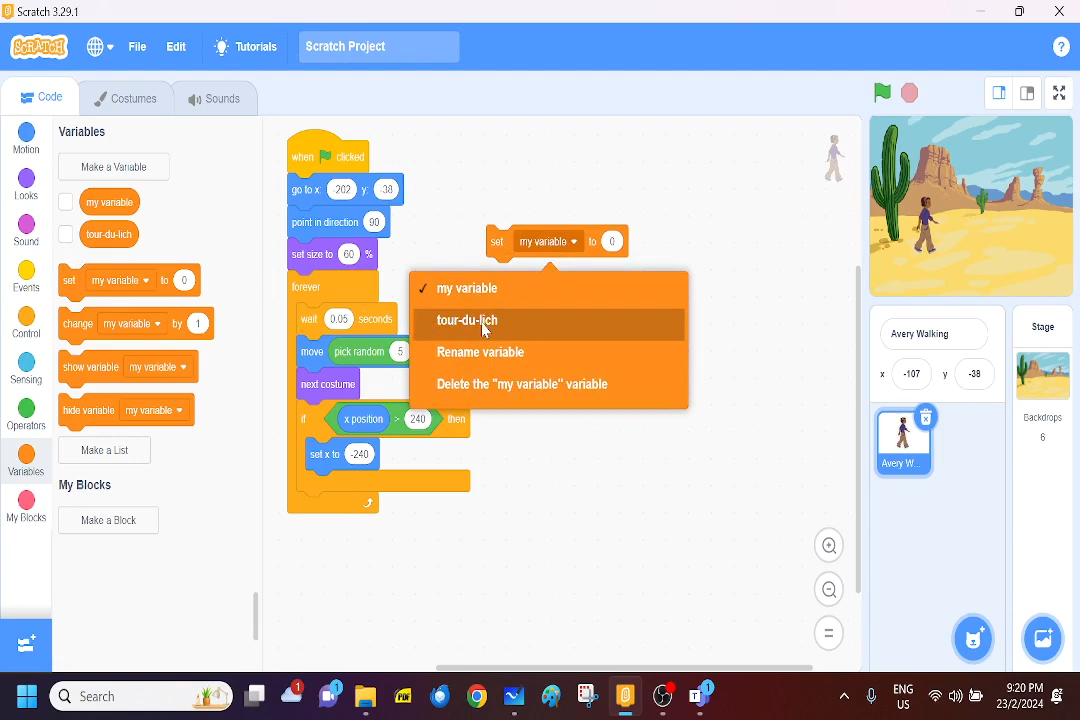 Scratch 3.29.1
SCRATCH
File
Edit
Tutorials
Scratch Project
?
Code
Costumes
Sounds
Motion
Looks
Sound
Events
Control
Sensing
Operators
Variables
My Blocks
Variables
Make a Variable
my variable
tour-du-lich
set my variable to 0
change my variable by 1
show variable my variable
hide variable my variable
Make a List
My Blocks
Make a Block
when clicked
go to x: -202 y: -38
point in direction 90
set size to 60 %
forever
wait 0.05 seconds
move pick random 5
next costume
if x position > 240 then
set x to -240
set my variable to 0
✓ my variable
tour-du-lich
Rename variable
Delete the "my variable" variable
Avery Walking
x -107 y -38
Avery W...
Stage
Backdrops
6
Search
1
1
PDF
1
ENG
US
9:20 PM
23/2/2024